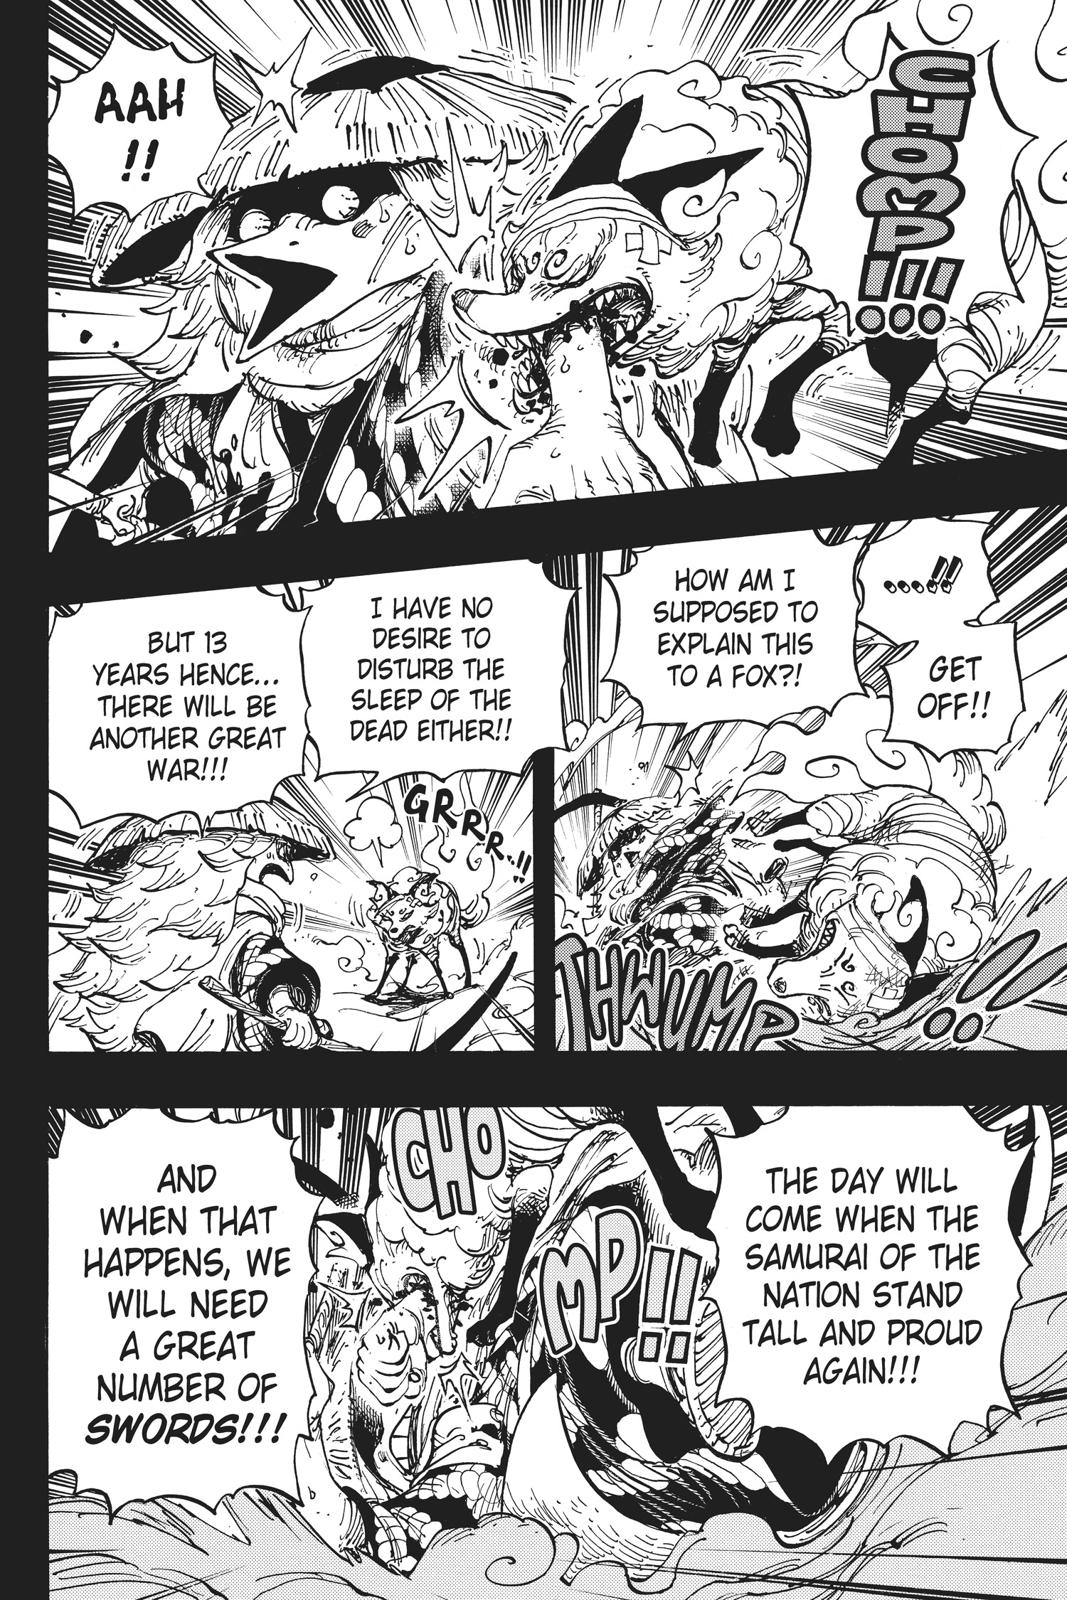 CHOMP!!!
AAH
!!
...!!
GET
OFF!!
HOW AM I
SUPPOSED TO
EXPLAIN THIS
TO A FOX?!
THWUMP!!
I HAVE NO
DESIRE TO
DISTURB THE
SLEEP OF THE
DEAD EITHER!!
GRRR..!!
BUT 13
YEARS HENCE...
THERE WILL BE
ANOTHER GREAT
WAR!!!
THE DAY WILL
COME WHEN THE
SAMURAI OF THE
NATION STAND
TALL AND PROUD
AGAIN!!!
CHO
MP!!
AND
WHEN THAT
HAPPENS, WE
WILL NEED
A GREAT
NUMBER OF
SWORDS!!!